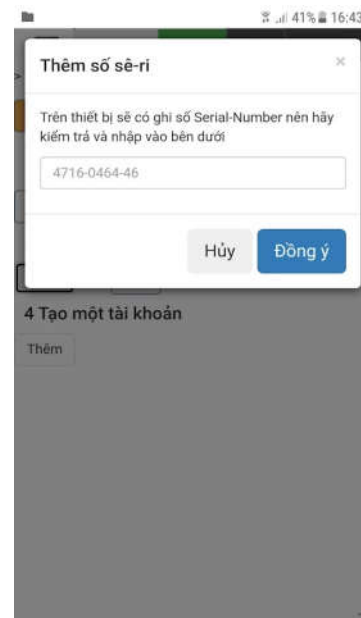 41% 16:43
Thêm số sê-ri ×
Trên thiết bị sẽ có ghi số Serial-Number nên hãy
kiểm trả và nhập vào bên dưới
4716-0464-46
Hủy Đồng ý
4 Tạo một tài khoản
Thêm